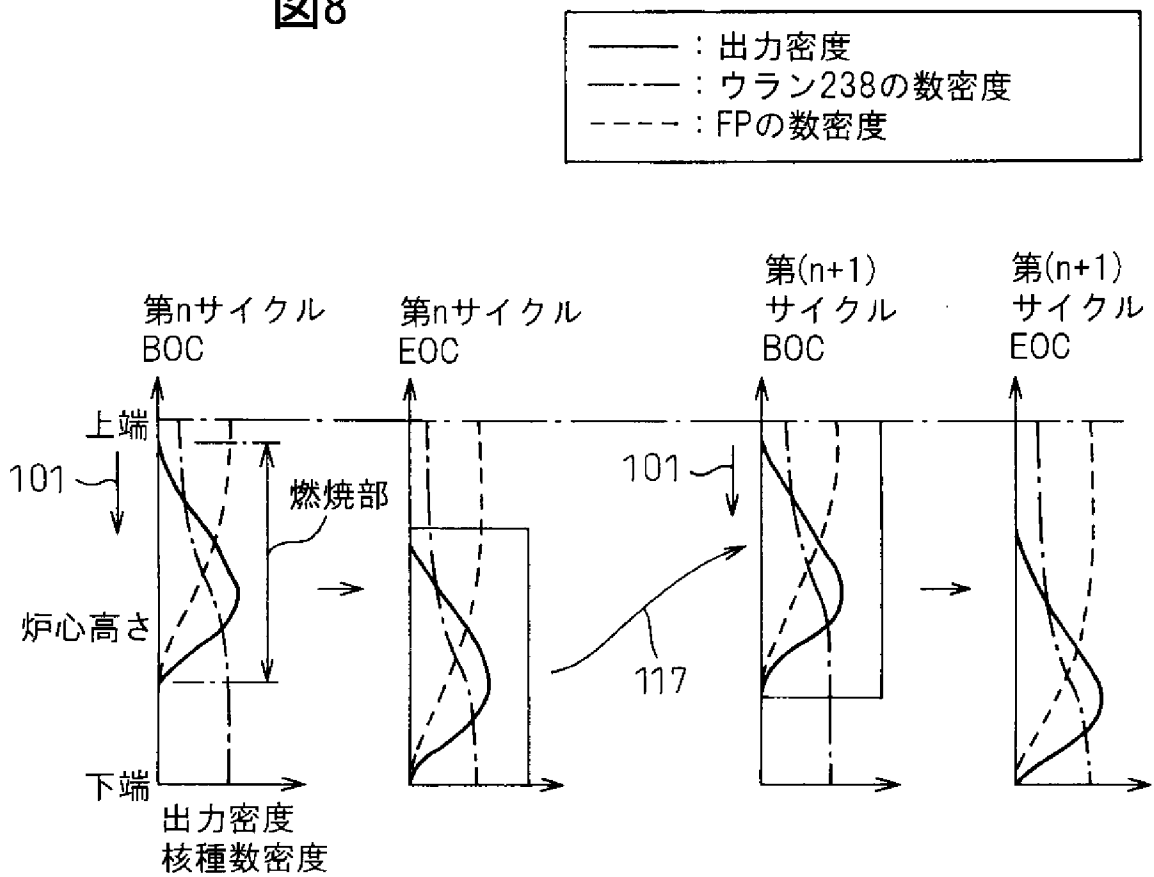 図8
: 出力密度
: ウラン238の数密度
: FPの数密度
第nサイクル
BOC
第nサイクル
EOC
第(n+1)
サイクル
BOC
第(n+1)
サイクル
EOC
上端
101
燃焼部
炉心高さ
下端
出力密度
核種数密度
101
117